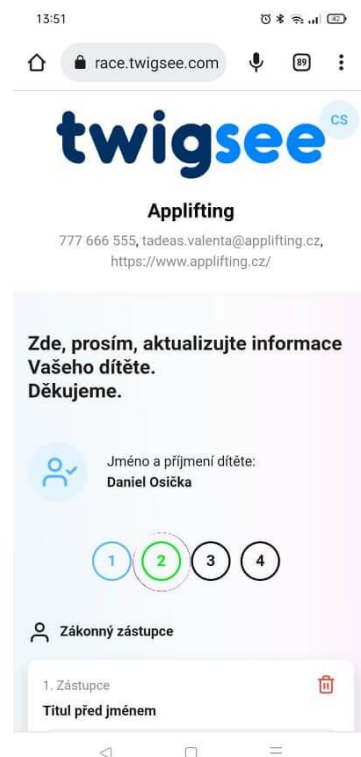 13:51
42
race.twigsee.com
89
twigsee
CS
Applifting
777 666 555, tadeas.valenta@applifting.cz,
https://www.applifting.cz/
Zde, prosím, aktualizujte informace
Vašeho dítěte.
Děkujeme.
Jméno a příjmení dítěte:
Daniel Osička
1 2 3 4
Zákonný zástupce
1. Zástupce
Titul před jménem